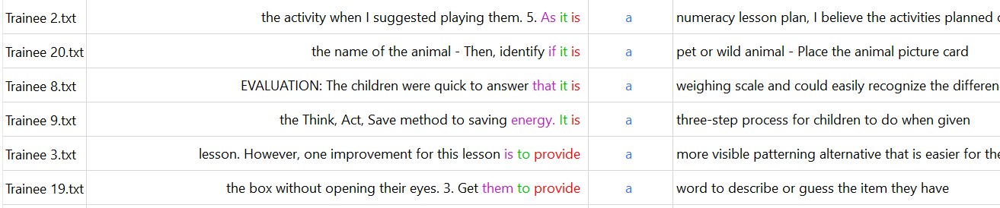 Trainee 2.txt the activity when I suggested playing them. 5. As it is a numeracy lesson plan, I believe the activities planned
Trainee 20.txt the name of the animal - Then, identify if it is a pet or wild animal - Place the animal picture card
Trainee 8.txt EVALUATION: The children were quick to answer that it is a weighing scale and could easily recognize the
Trainee 9.txt the Think, Act, Save method to saving energy. It is a three-step process for children to do when given
Trainee 3.txt lesson. However, one improvement for this lesson is to provide a more visible patterning alternative that is easier for
Trainee 19.txt the box without opening their eyes. 3. Get them to provide a word to describe or guess the item they have